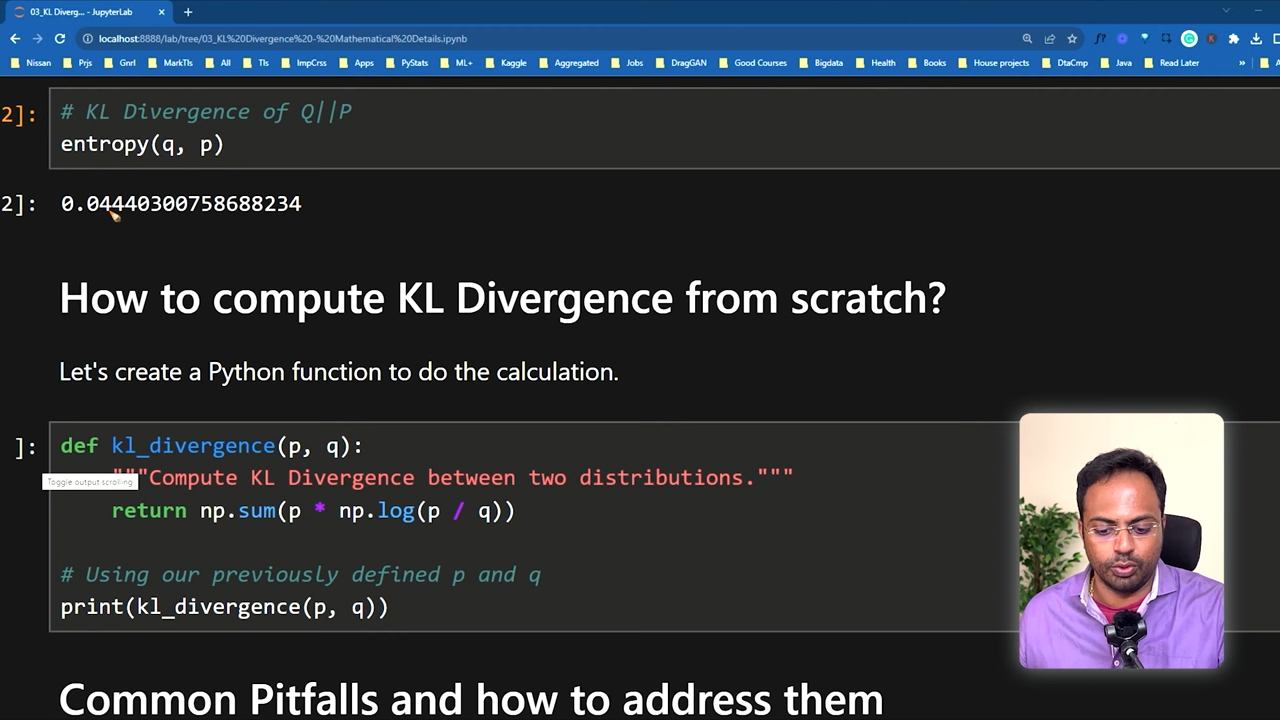 03_KL Diverg... - JupyterLab
localhost:8888/lab/tree/03_KL%20Divergence%20-%20Mathematical%20Details.ipynb
Nissan Prjs Gnrl MarkTls All Tls ImpCrss Apps PyStats ML+ Kaggle Aggregated Jobs DragGAN Good Courses Bigdata Health Books House projects DtaCmp Java Read Later
2]: # KL Divergence of Q||P
entropy(q, p)
2]: 0.04440300758688234
How to compute KL Divergence from scratch?
Let's create a Python function to do the calculation.
]: def kl_divergence(p, q):
"""Compute KL Divergence between two distributions."""
Toggle output scrolling
return np.sum(p * np.log(p / q))
# Using our previously defined p and q
print(kl_divergence(p, q))
Common Pitfalls and how to address them